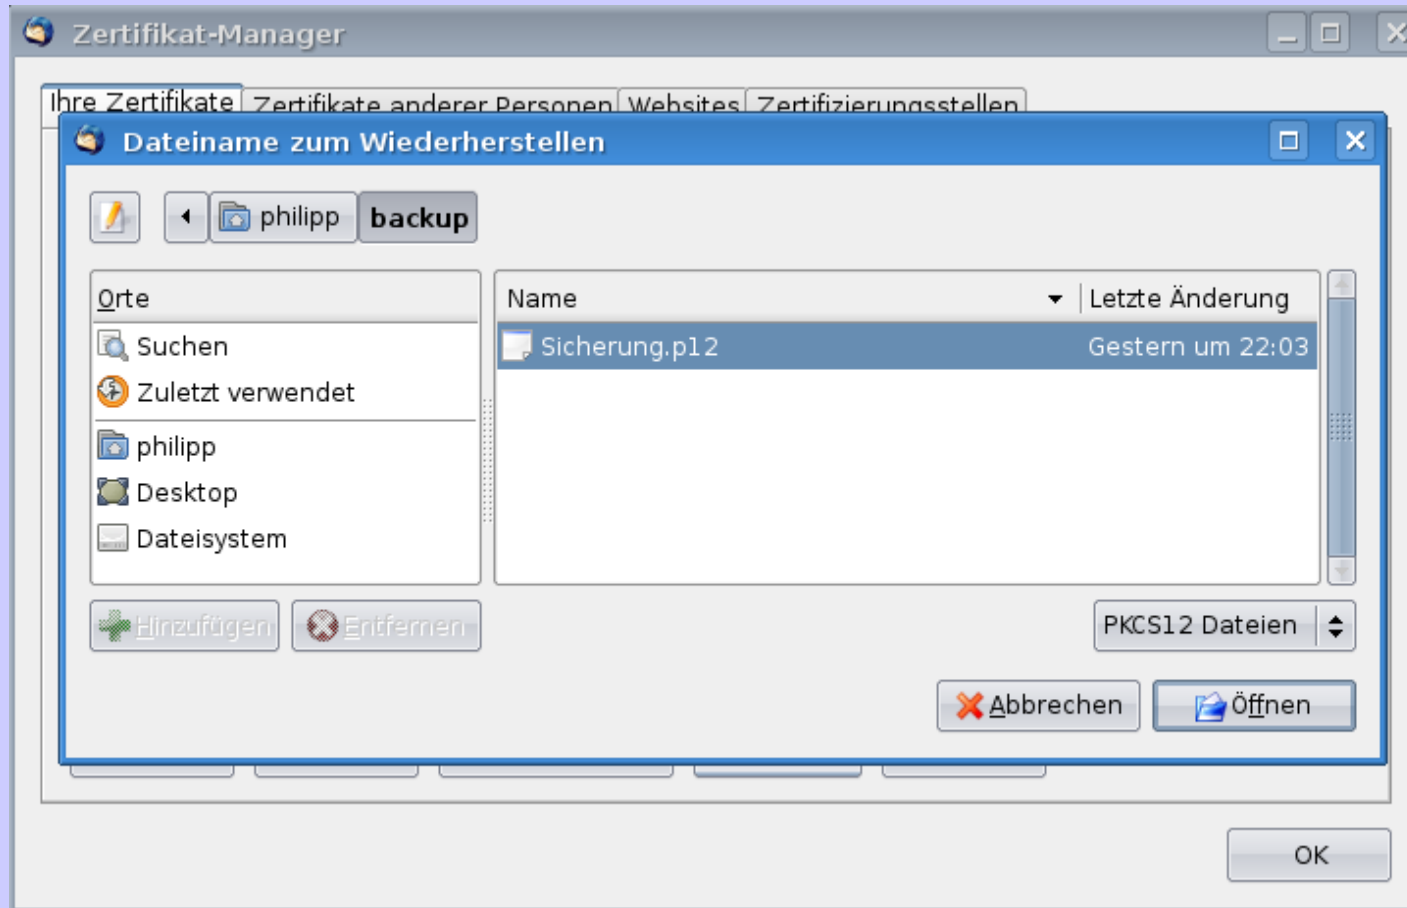 Zertifikat-Manager
Ihre Zertifikate Zertifikate anderer Personen Websites Zertifizierungsstellen
Dateiname zum Wiederherstellen
philipp backup
Orte
Name Letzte Änderung
Suchen
Sicherung.p12 Gestern um 22:03
Zuletzt verwendet
philipp
Desktop
Dateisystem
Hinzufügen Entfernen
PKCS12 Dateien
Abbrechen Öffnen
OK